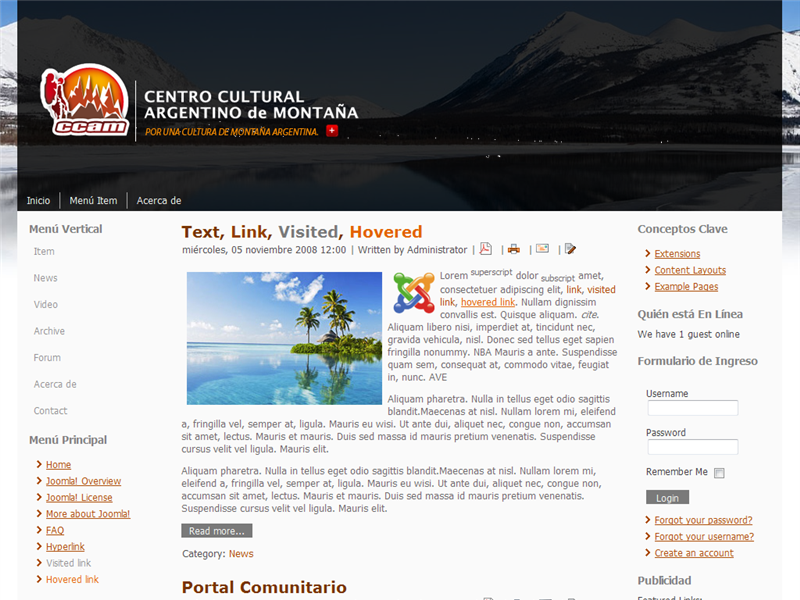 ccam
CENTRO CULTURAL
ARGENTINO de MONTAÑA
POR UNA CULTURA DE MONTAÑA ARGENTINA.
Inicio
Menú Item
Acerca de
Menú Vertical
Item
News
Video
Archive
Forum
Acerca de
Contact
Menú Principal
Home
Joomla! Overview
Joomla! License
More about Joomla!
FAQ
Hyperlink
Visited link
Hovered link
Text, Link, Visited, Hovered
miércoles, 05 noviembre 2008 12:00 | Written by Administrator | | | |
Lorem superscript dolor subscript amet,
consectetuer adipiscing elit, link, visited
link, hovered link. Nullam dignissim
convallis est. Quisque aliquam. cite.
Aliquam libero nisi, imperdiet at, tincidunt nec,
gravida vehicula, nisl. Donec sed tellus eget sapien
fringilla nonummy. NBA Mauris a ante. Suspendisse
quam sem, consequat at, commodo vitae, feugiat
in, nunc. AVE
Aliquam pharetra. Nulla in tellus eget odio sagittis
blandit.Maecenas at nisl. Nullam lorem mi, eleifend
a, fringilla vel, semper at, ligula. Mauris eu wisi. Ut ante dui, aliquet nec, congue non, accumsan
sit amet, lectus. Mauris et mauris. Duis sed massa id mauris pretium venenatis. Suspendisse
cursus velit vel ligula. Mauris elit.
Aliquam pharetra. Nulla in tellus eget odio sagittis blandit.Maecenas at nisl. Nullam lorem mi,
eleifend a, fringilla vel, semper at, ligula. Mauris eu wisi. Ut ante dui, aliquet nec, congue non,
accumsan sit amet, lectus. Mauris et mauris. Duis sed massa id mauris pretium venenatis.
Suspendisse cursus velit vel ligula. Mauris elit.
Read more...
Category: News
Portal Comunitario
Conceptos Clave
Extensions
Content Layouts
Example Pages
Quién está En Línea
We have 1 guest online
Formulario de Ingreso
Username
Password
Remember Me
Login
Forgot your password?
Forgot your username?
Create an account
Publicidad
Featured Links: